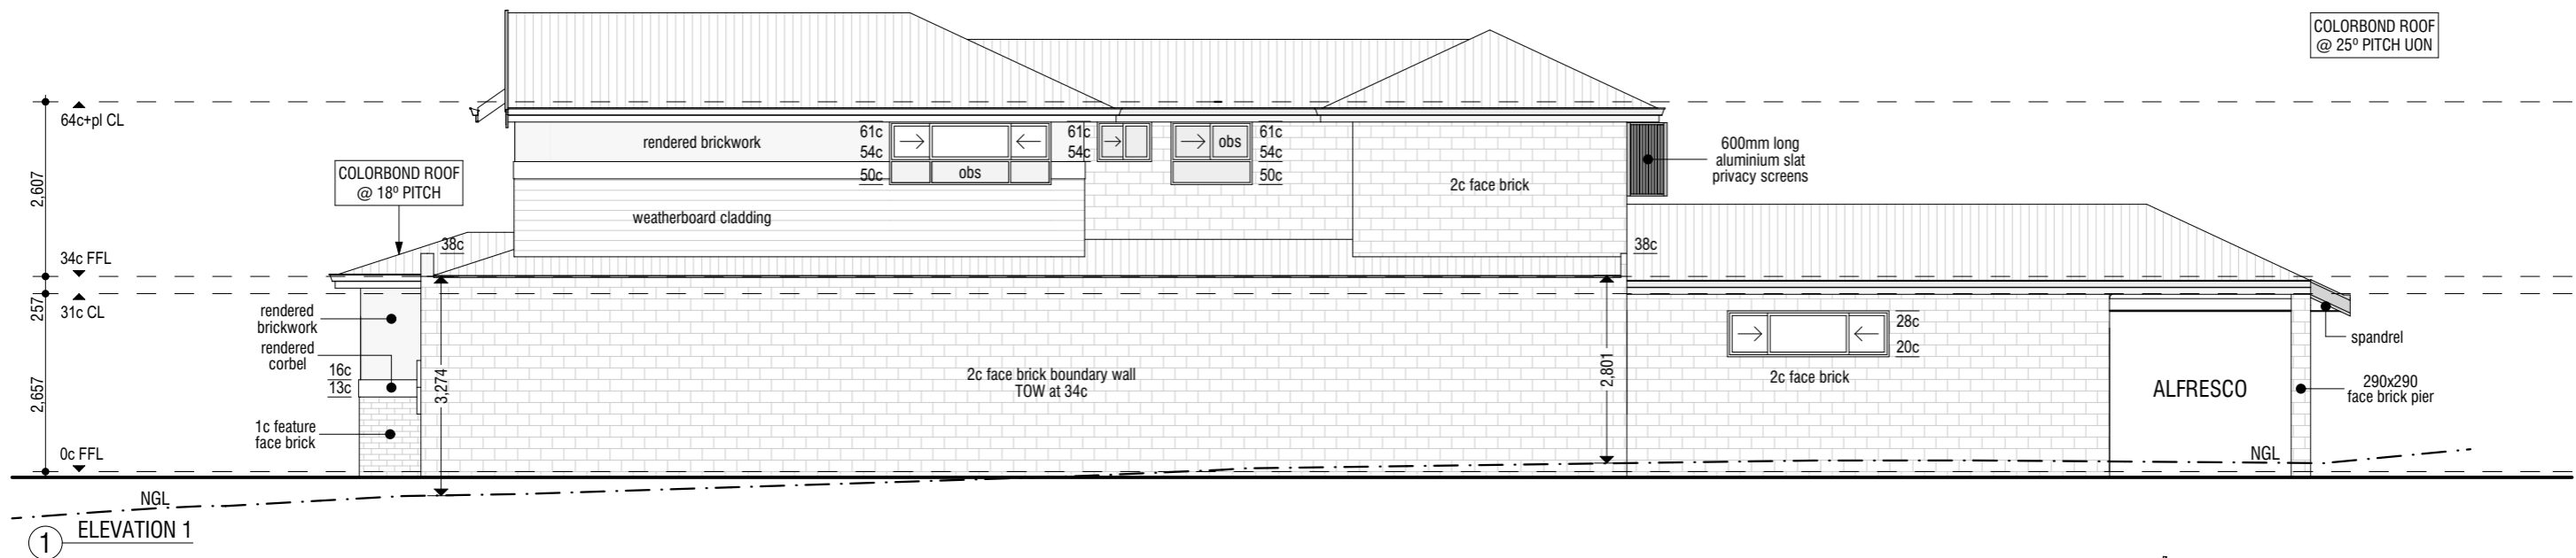 COLORBOND ROOF
@ 25º PITCH UON
64c+pl CL
2,607
34c FFL
257
31c CL
2,657
0c FFL
COLORBOND ROOF
@ 18º PITCH
38c
rendered brickwork
weatherboard cladding
61c
54c
50c
obs
61c
54c
obs
61c
54c
50c
2c face brick
600mm long
aluminium slat
privacy screens
38c
rendered
brickwork
rendered
corbel
16c
13c
1c feature
face brick
3,274
2c face brick boundary wall
TOW at 34c
2,801
28c
20c
2c face brick
ALFRESCO
spandrel
290x290
face brick pier
NGL
NGL
1 ELEVATION 1